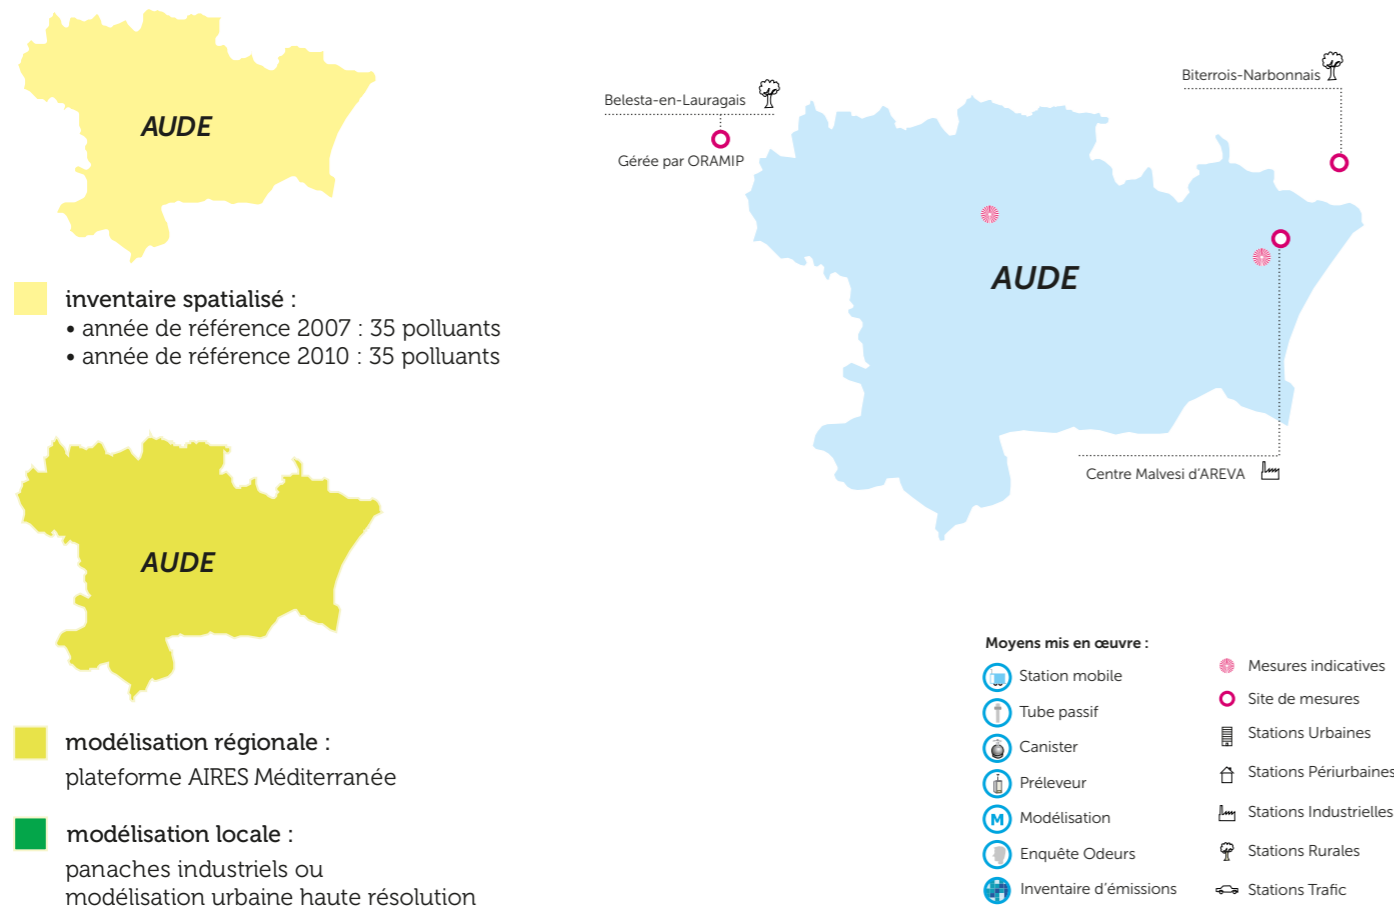 AUDE
inventaire spatialisé :
• année de référence 2007 : 35 polluants
• année de référence 2010 : 35 polluants
AUDE
modélisation régionale :
plateforme AIRES Méditerranée
modélisation locale :
panaches industriels ou
modélisation urbaine haute résolution
Belesta-en-Lauragais
Gérée par ORAMIP
Biterrois-Narbonnais
AUDE
Centre Malvesi d'AREVA
Moyens mis en œuvre :
Station mobile
Tube passif
Canister
Préleveur
M Modélisation
Enquête Odeurs
Inventaire d'émissions
Mesures indicatives
Site de mesures
Stations Urbaines
Stations Périurbaines
Stations Industrielles
Stations Rurales
Stations Trafic